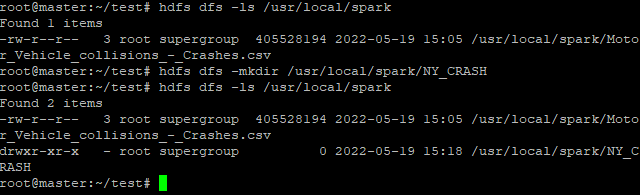 root@master:~/test# hdfs dfs -ls /usr/local/spark
Found 1 items
-rw-r--r--   3 root supergroup  405528194 2022-05-19 15:05 /usr/local/spark/Moto
r_Vehicle_collisions_-_Crashes.csv
root@master:~/test# hdfs dfs -mkdir /usr/local/spark/NY_CRASH
root@master:~/test# hdfs dfs -ls /usr/local/spark
Found 2 items
-rw-r--r--   3 root supergroup  405528194 2022-05-19 15:05 /usr/local/spark/Moto
r_Vehicle_collisions_-_Crashes.csv
drwxr-xr-x   - root supergroup          0 2022-05-19 15:18 /usr/local/spark/NY_C
RASH
root@master:~/test#